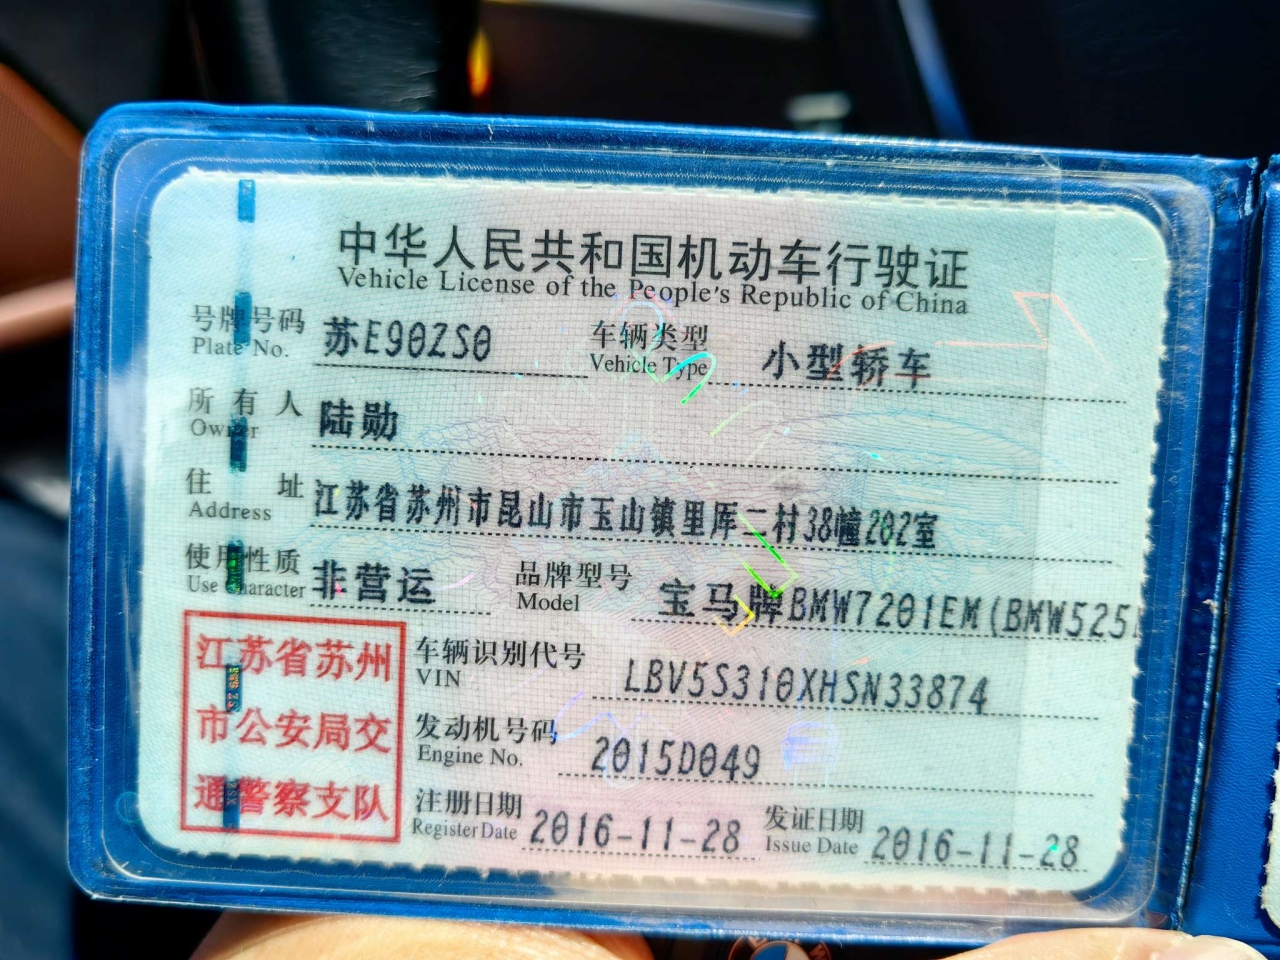 中华人民共和国机动车行驶证
Vehicle License of the People's Republic of China
号牌号码 苏E90ZS0 车辆类型 小型轿车
Plate No. Vehicle Type
所有人 陆勋
Owner
住址 江苏省苏州市昆山市玉山镇里厍二村38幢202室
Address
使用性质 非营运 品牌型号 宝马牌BMW7201EM(BMW525
Use Character Model
江苏省苏州
市公安局交
通警察支队
车辆识别代号 LBV5S310XHSN33874
VIN
发动机号码 2015D049
Engine No.
注册日期 2016-11-28 发证日期 2016-11-28
Register Date Issue Date